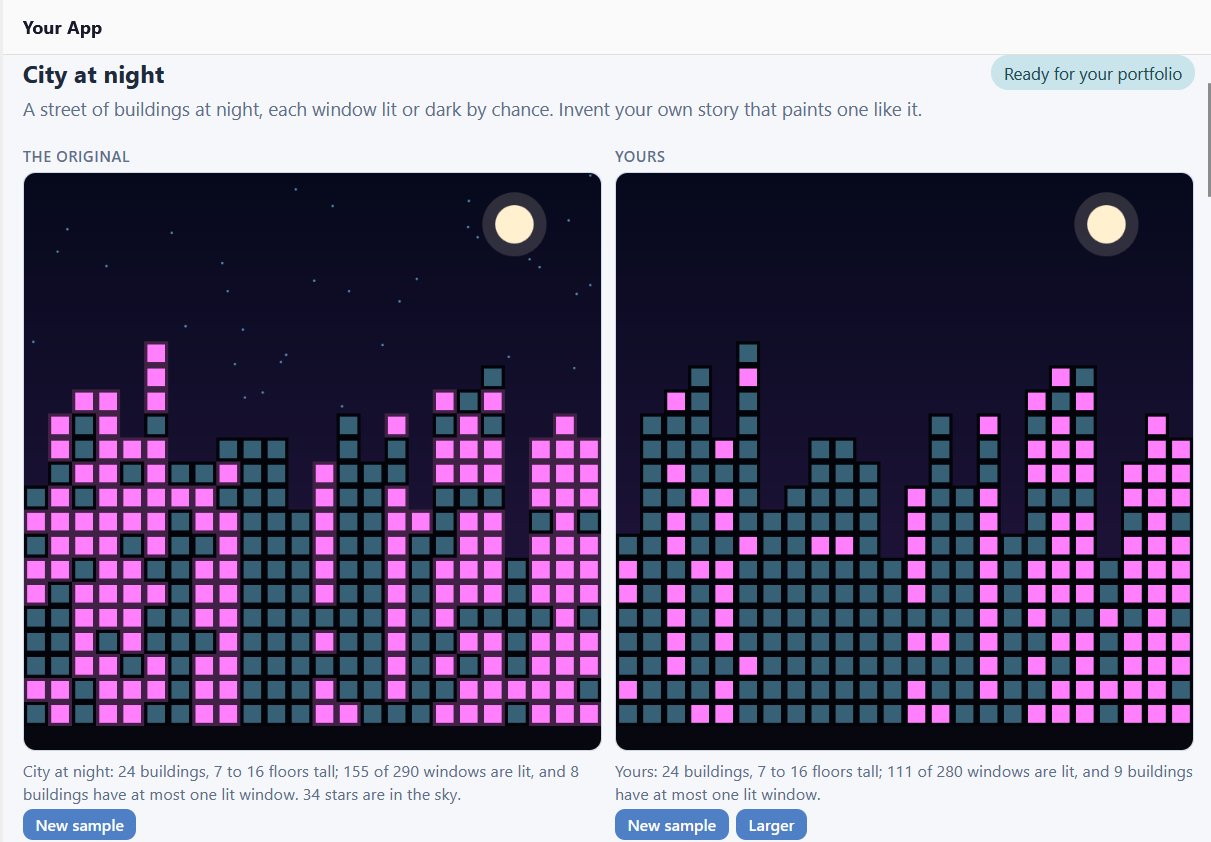 Your App
City at night
Ready for your portfolio
A street of buildings at night, each window lit or dark by chance. Invent your own story that paints one like it.
THE ORIGINAL
YOURS
City at night: 24 buildings, 7 to 16 floors tall; 155 of 290 windows are lit, and 8
buildings have at most one lit window. 34 stars are in the sky.
New sample
Yours: 24 buildings, 7 to 16 floors tall; 111 of 280 windows are lit, and 9 buildings
have at most one lit window.
New sample
Larger